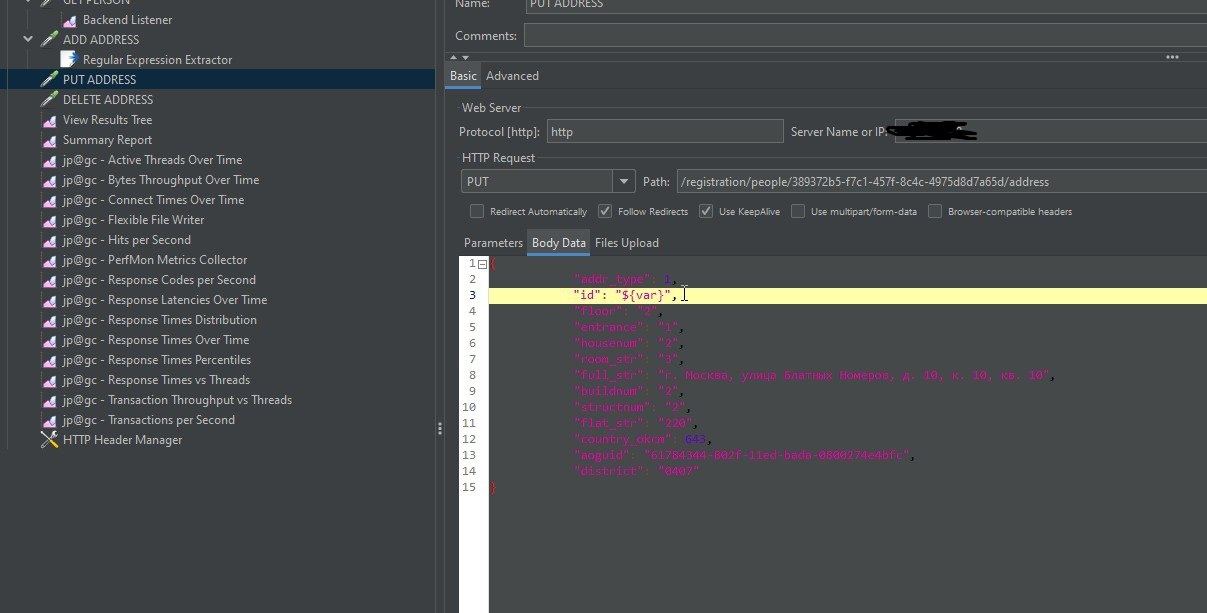 GET PERSON
Backend Listener
ADD ADDRESS
Regular Expression Extractor
PUT ADDRESS
DELETE ADDRESS
View Results Tree
Summary Report
jp@gc - Active Threads Over Time
jp@gc - Bytes Throughput Over Time
jp@gc - Connect Times Over Time
jp@gc - Flexible File Writer
jp@gc - Hits per Second
jp@gc - PerfMon Metrics Collector
jp@gc - Response Codes per Second
jp@gc - Response Latencies Over Time
jp@gc - Response Times Distribution
jp@gc - Response Times Over Time
jp@gc - Response Times Percentiles
jp@gc - Response Times vs Threads
jp@gc - Transaction Throughput vs Threads
jp@gc - Transactions per Second
HTTP Header Manager
Name: PUT ADDRESS
Comments:
Basic Advanced
Web Server
Protocol [http]: http Server Name or IP:
HTTP Request
PUT Path: /registration/people/389372b5-f7c1-457f-8c4c-4975d8d7a65d/address
Redirect Automatically Follow Redirects Use KeepAlive Use multipart/form-data Browser-compatible headers
Parameters Body Data Files Upload
1 {
2 "addr_type": 1,
3 "id": "${var}",
4 "floor": "2",
5 "entrance": "1",
6 "housenum": "2",
7 "room_str": "3",
8 "full_str": "г. Москва, улица Блатных Номеров, д. 10, к. 10, кв. 10",
9 "buildnum": "2",
10 "structnum": "2",
11 "flat_str": "220",
12 "country_okcm": 643,
13 "aoguid": "61784344-802f-11ed-bada-0800274e4bfc",
14 "district": "0407"
15 }